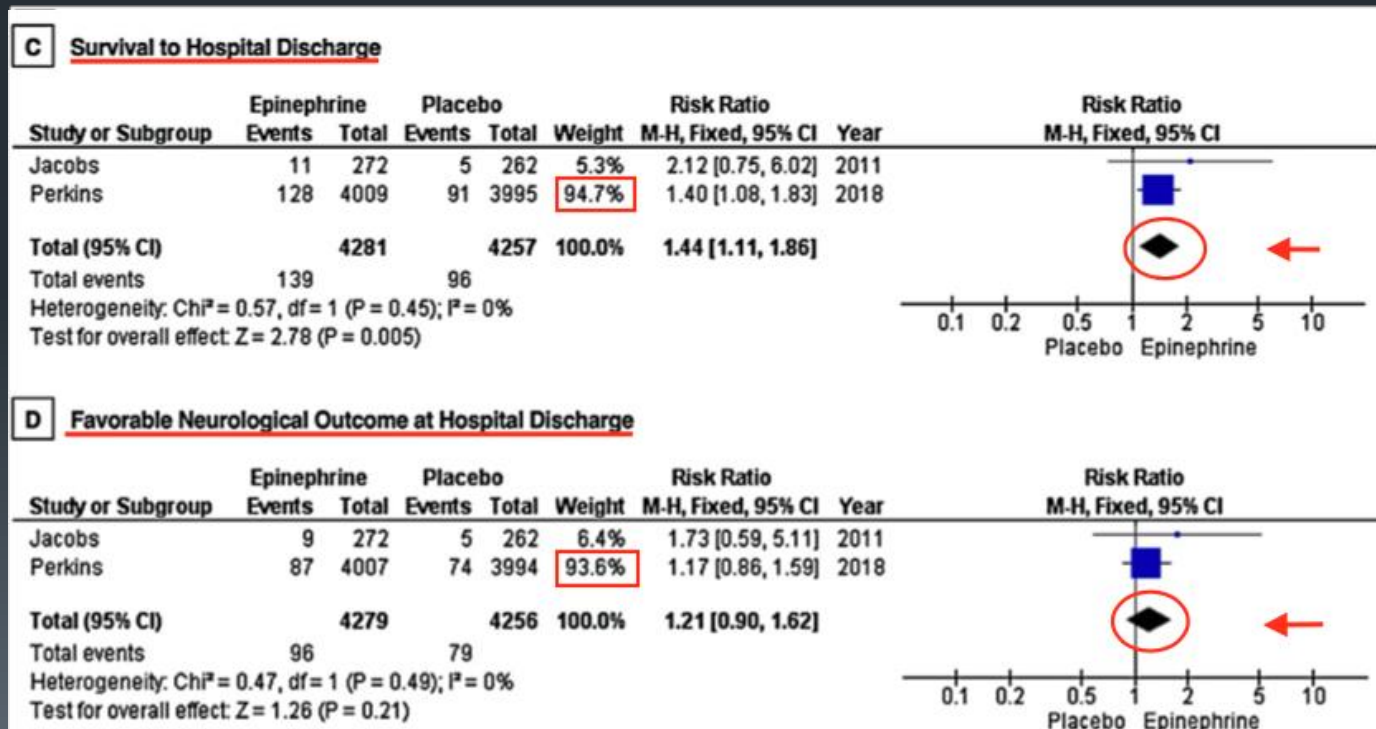 C Survival to Hospital Discharge
Epinephrine Placebo Risk Ratio Risk Ratio
Study or Subgroup Events Total Events Total Weight M-H, Fixed, 95% CI Year M-H, Fixed, 95% CI
Jacobs 11 272 5 262 5.3% 2.12 [0.75, 6.02] 2011
Perkins 128 4009 91 3995 94.7% 1.40 [1.08, 1.83] 2018
Total (95% CI) 4281 4257 100.0% 1.44 [1.11, 1.86]
Total events 139 96
Heterogeneity: Chi² = 0.57, df = 1 (P = 0.45); I² = 0%
Test for overall effect: Z = 2.78 (P = 0.005)
0.1 0.2 0.5 1 2 5 10
Placebo Epinephrine
D Favorable Neurological Outcome at Hospital Discharge
Epinephrine Placebo Risk Ratio Risk Ratio
Study or Subgroup Events Total Events Total Weight M-H, Fixed, 95% CI Year M-H, Fixed, 95% CI
Jacobs 9 272 5 262 6.4% 1.73 [0.59, 5.11] 2011
Perkins 87 4007 74 3994 93.6% 1.17 [0.86, 1.59] 2018
Total (95% CI) 4279 4256 100.0% 1.21 [0.90, 1.62]
Total events 96 79
Heterogeneity: Chi² = 0.47, df = 1 (P = 0.49); I² = 0%
Test for overall effect: Z = 1.26 (P = 0.21)
0.1 0.2 0.5 1 2 5 10
Placebo Epinephrine